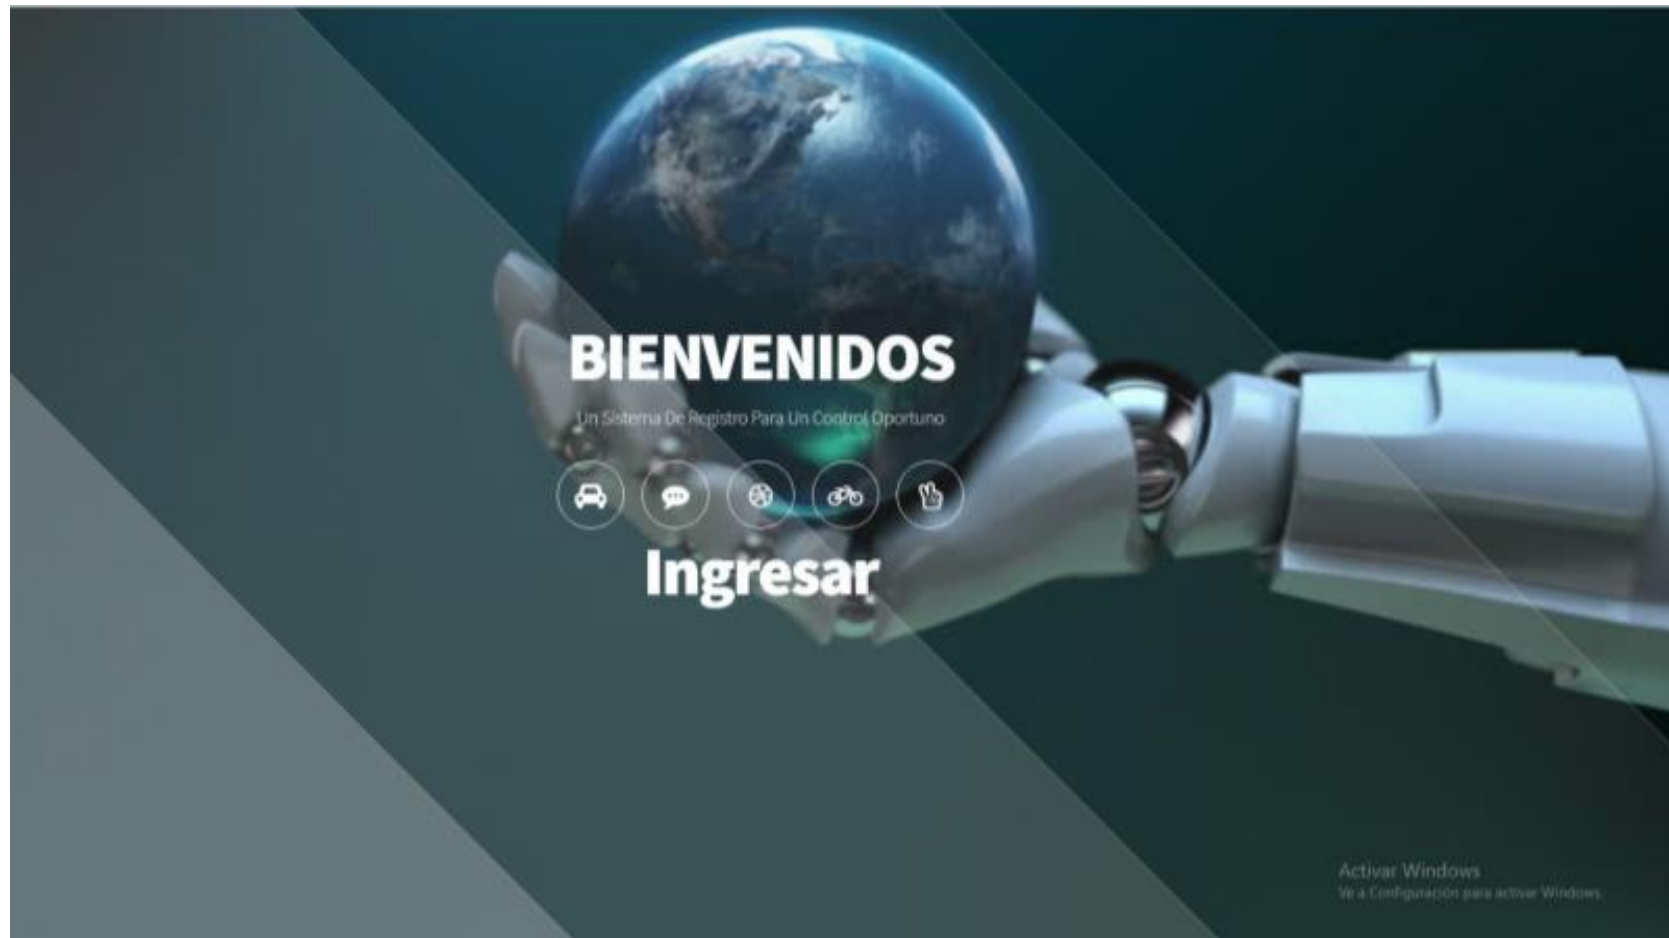 BIENVENIDOS
Un Sistema De Registro Para Un Control Oportuno
Ingresar
Activar Windows
Ve a Configuración para activar Windows.